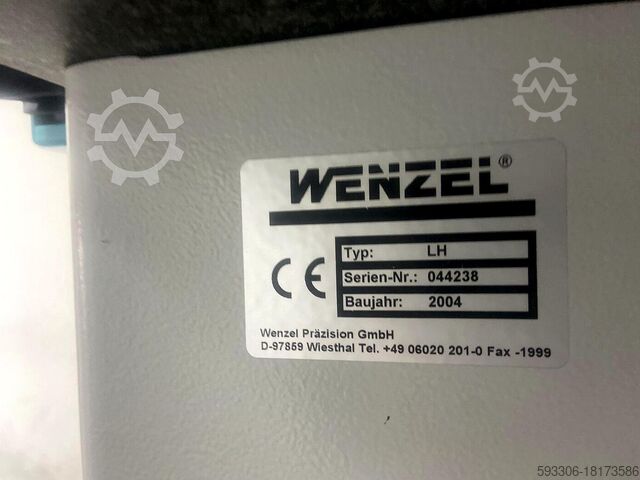 WENZEL®
Typ: LH
Serien-Nr.: 044238
Baujahr: 2004
CE
Wenzel Präzision GmbH
D-97859 Wiesthal Tel. +49 06020 201-0 Fax -1999
593306-18173586